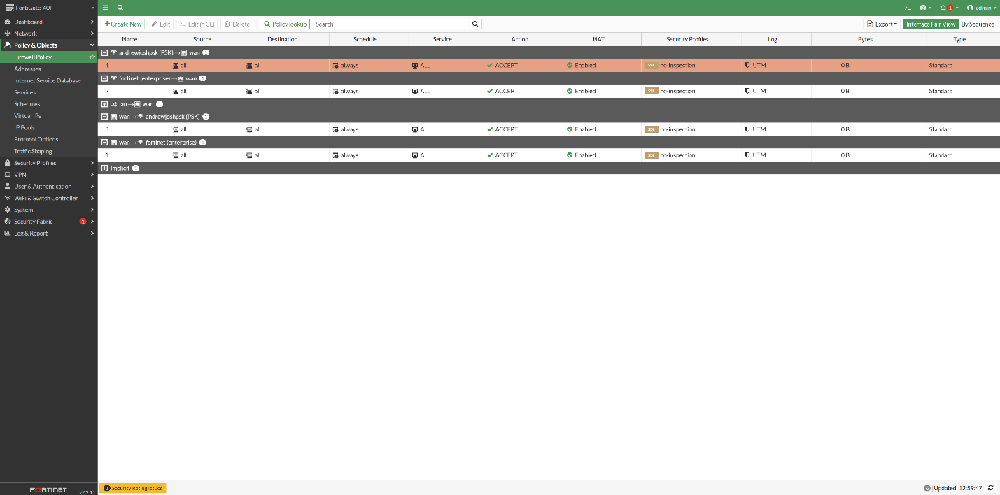 FortiGate-40F
Dashboard
Network
Policy & Objects
Firewall Policy
Addresses
Internet Service Database
Services
Schedules
Virtual IPs
IP Pools
Protocol Options
Traffic Shaping
Security Profiles
VPN
User & Authentication
WiFi & Switch Controller
System
Security Fabric 1
Log & Report
FORTINET v7.2.11
>_ 1 admin
Create New Edit Edit in CLI Delete Policy lookup Search Export Interface Pair View By Sequence
Name Source Destination Schedule Service Action NAT Security Profiles Log Bytes Type
andrewjoshpsk (PSK) → wan 1
4 all all always ALL ACCEPT Enabled SSL no-inspection UTM 0 B Standard
fortinet (enterprise) → wan 1
2 all all always ALL ACCEPT Enabled SSL no-inspection UTM 0 B Standard
lan → wan 1
wan → andrewjoshpsk (PSK) 1
3 all all always ALL ACCEPT Enabled SSL no-inspection UTM 0 B Standard
wan → fortinet (enterprise) 1
1 all all always ALL ACCEPT Enabled SSL no-inspection UTM 0 B Standard
Implicit 1
1 Security Rating Issues
6 Updated: 12:59:47